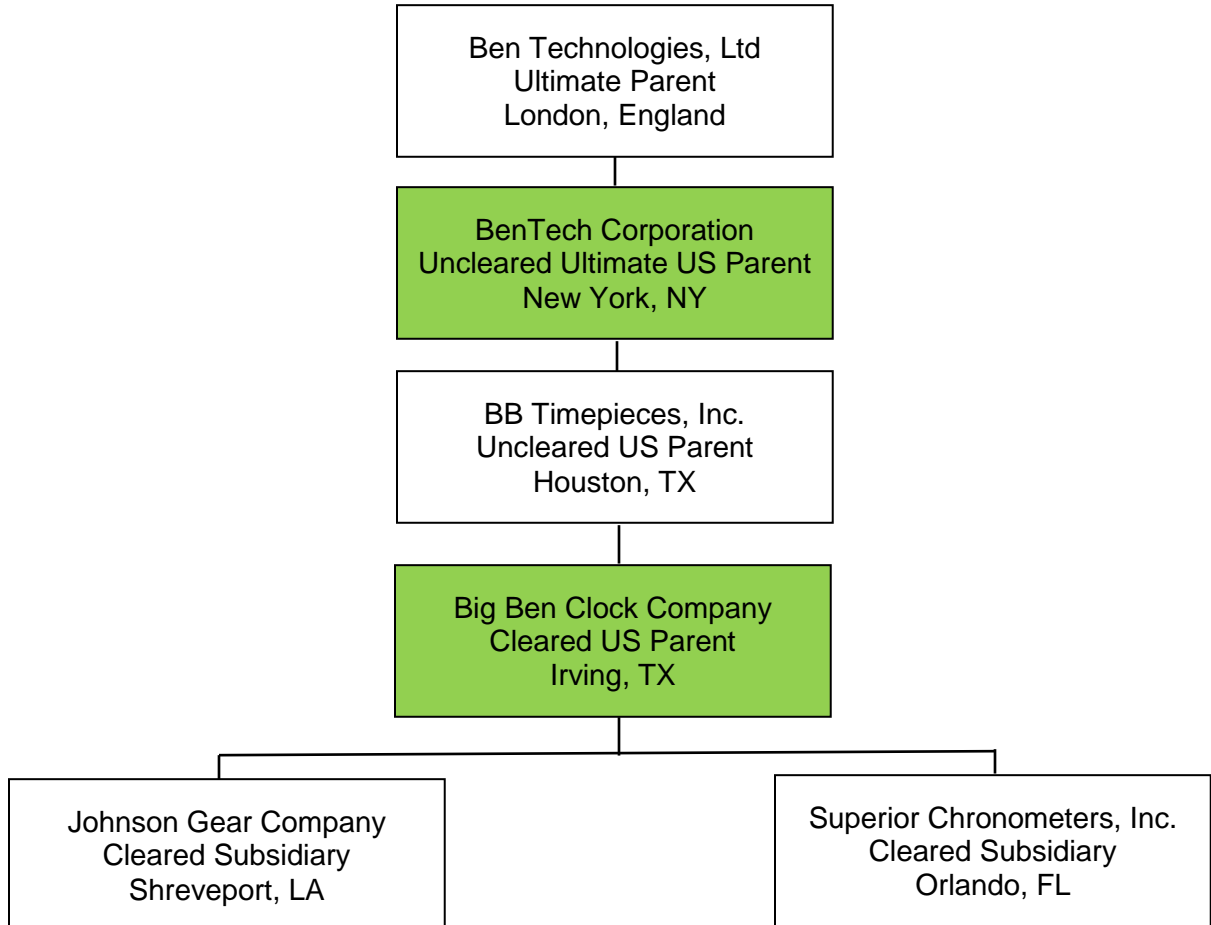 Ben Technologies, Ltd
Ultimate Parent
London, England
BenTech Corporation
Uncleared Ultimate US Parent
New York, NY
BB Timepieces, Inc.
Uncleared US Parent
Houston, TX
Big Ben Clock Company
Cleared US Parent
Irving, TX
Johnson Gear Company
Cleared Subsidiary
Shreveport, LA
Superior Chronometers, Inc.
Cleared Subsidiary
Orlando, FL